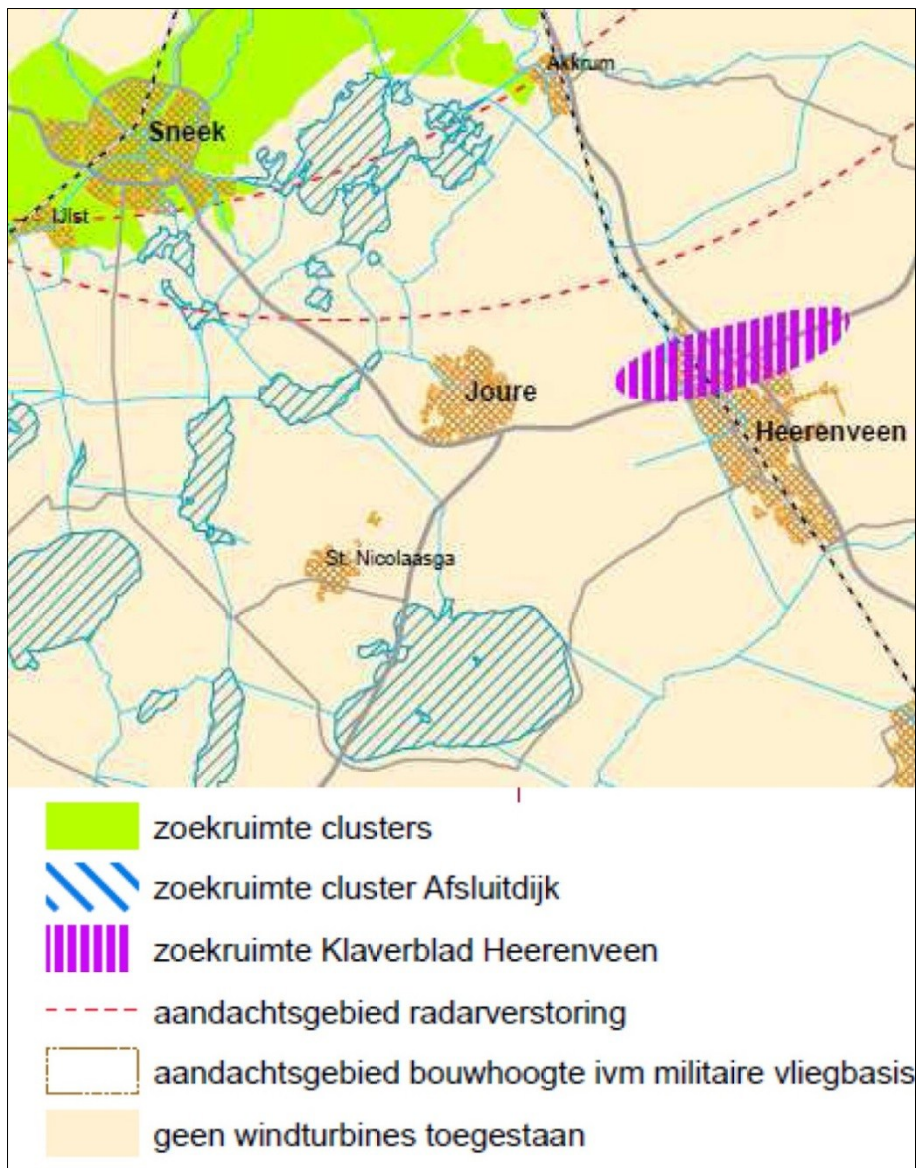 Akkrum
Sneek
IJlst
Joure
Heerenveen
St. Nicolaasga
zoekruimte clusters
zoekruimte cluster Afsluitdijk
zoekruimte Klaverblad Heerenveen
aandachtsgebied radarverstoring
aandachtsgebied bouwhoogte ivm militaire vliegbasis
geen windturbines toegestaan